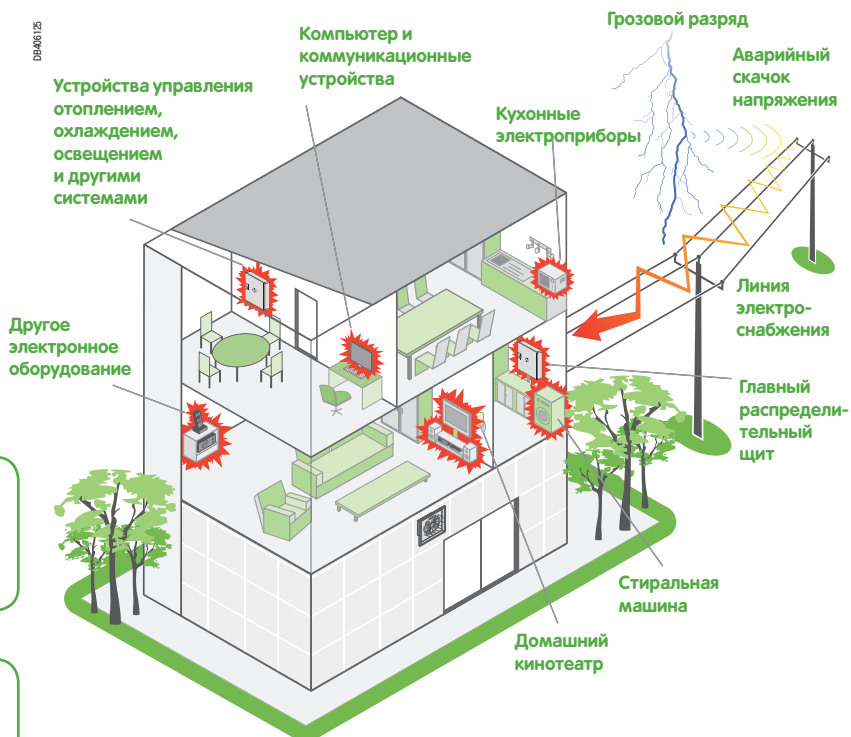 DB406125
Грозовой разряд
Компьютер и
коммуникационные
устройства
Аварийный
скачок
напряжения
Устройства управления
отоплением,
охлаждением,
освещением
и другими
системами
Кухонные
электроприборы
Линия
электро-
снабжения
Другое
электронное
оборудование
Главный
распредели-
тельный
щит
Стиральная
машина
Домашний
кинотеатр